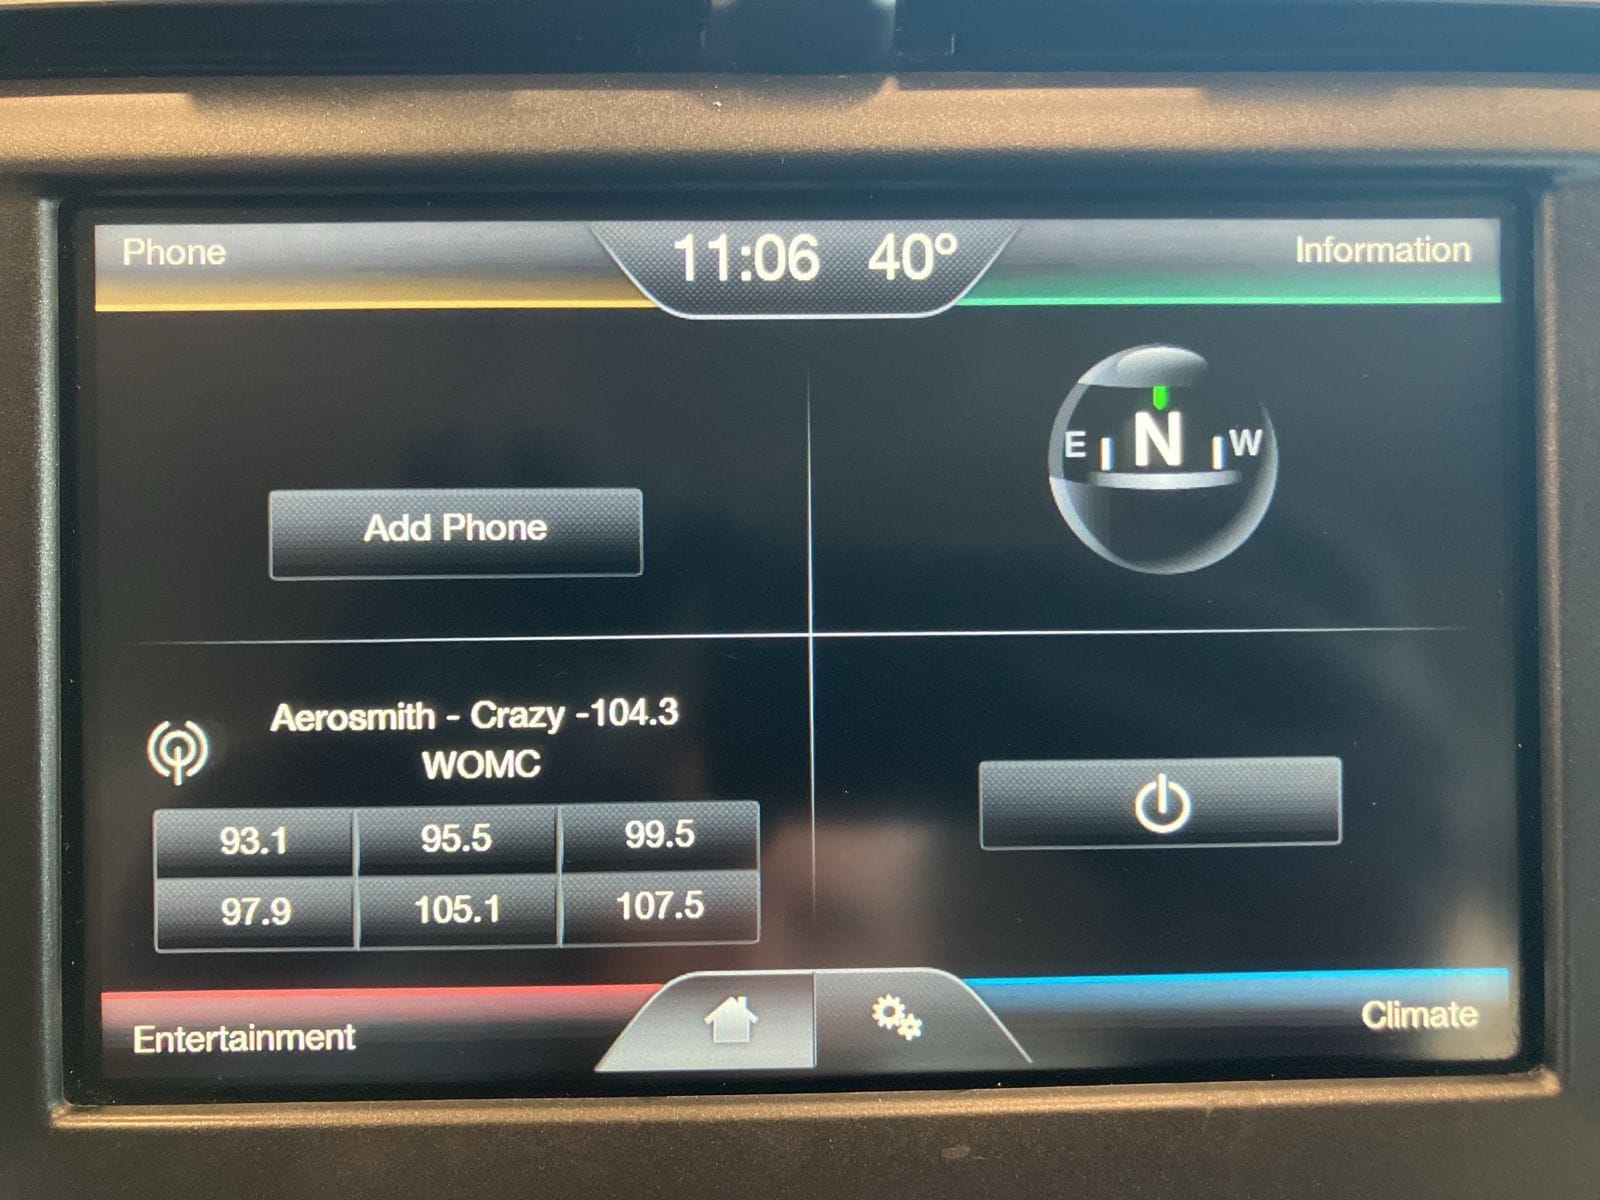 Phone
11:06 40°
Information
E N W
Add Phone
Aerosmith - Crazy -104.3
WOMC
93.1 95.5 99.5
97.9 105.1 107.5
Entertainment
Climate